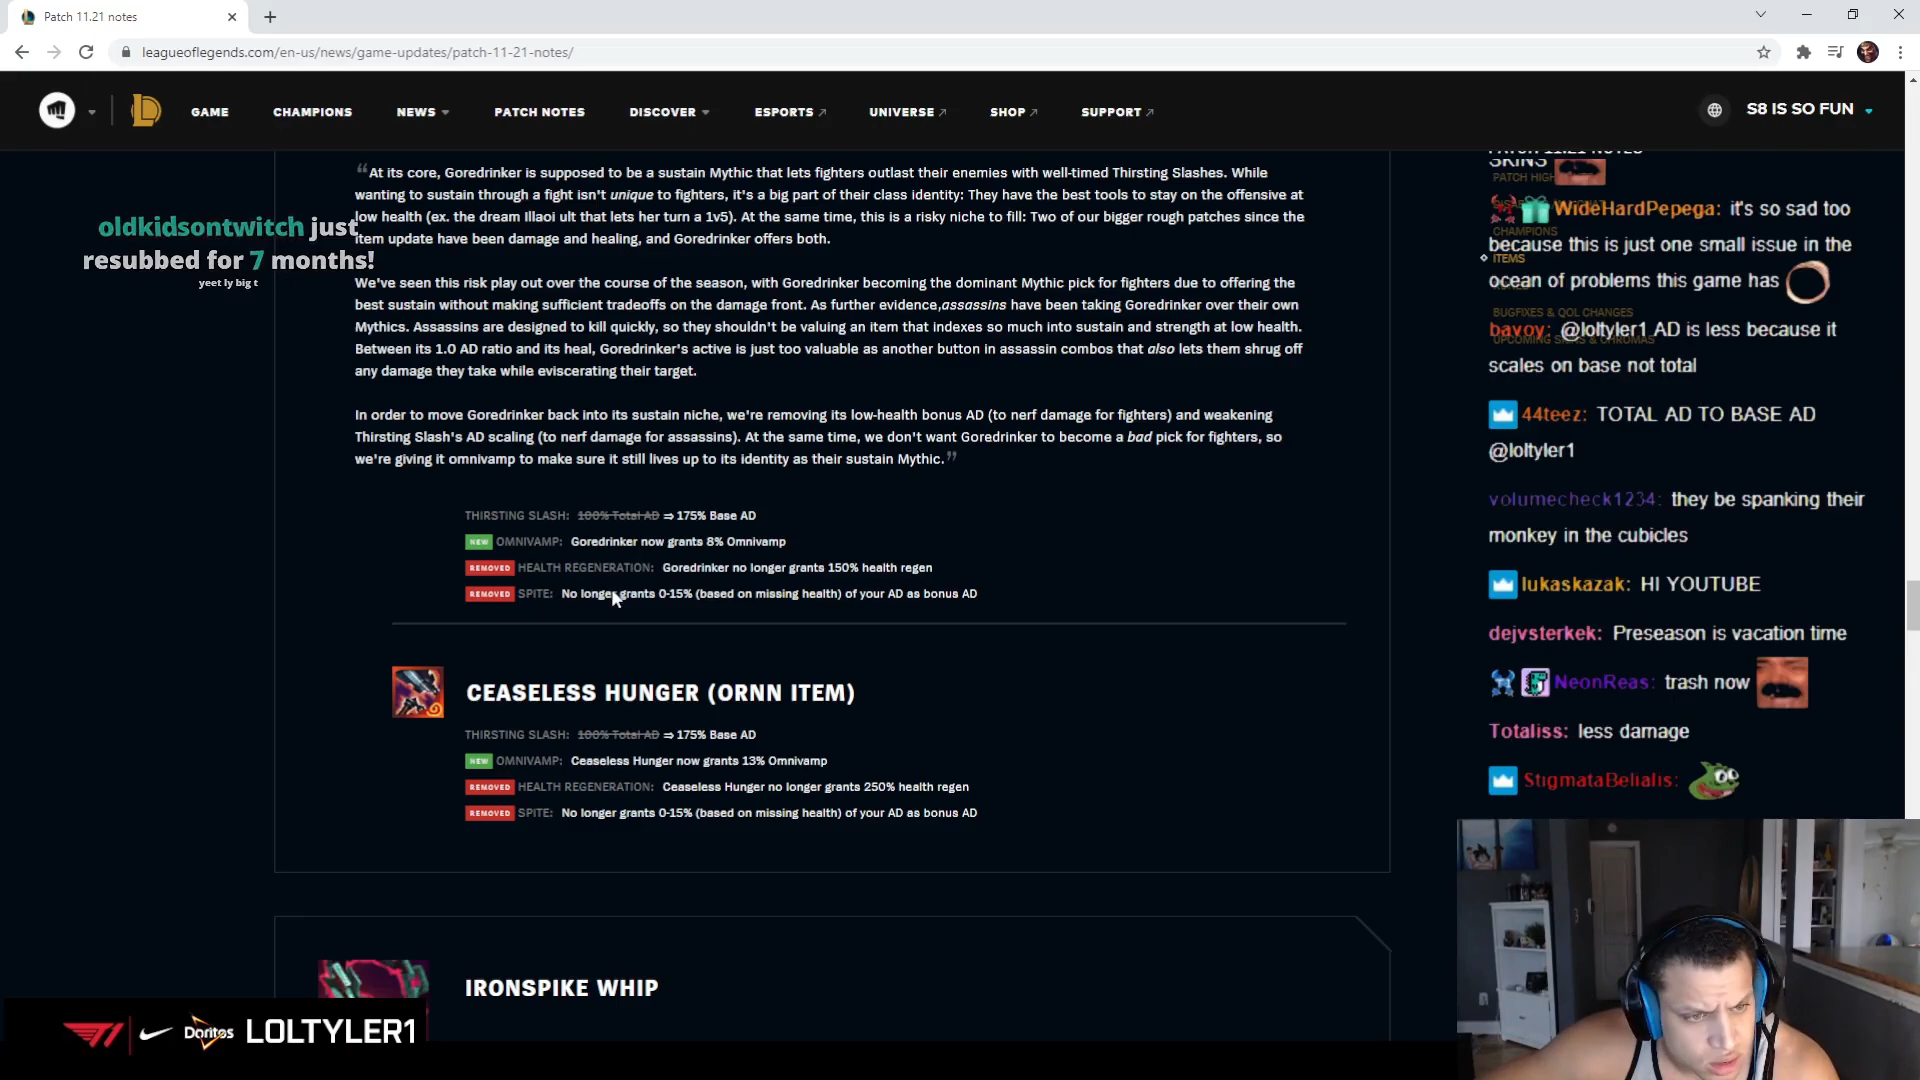 Patch 11.21 notes
leagueoflegends.com/en-us/news/game-updates/patch-11-21-notes/
GAME CHAMPIONS NEWS PATCH NOTES DISCOVER ESPORTS UNIVERSE SHOP SUPPORT S8 IS SO FUN
“At its core, Goredrinker is supposed to be a sustain Mythic that lets fighters outlast their enemies with well-timed Thirsting Slashes. While
wanting to sustain through a fight isn't unique to fighters, it's a big part of their class identity: They have the best tools to stay on the offensive at
low health (ex. the dream Illaoi ult that lets her turn a 1v5). At the same time, this is a risky niche to fill: Two of our bigger rough patches since the
item update have been damage and healing, and Goredrinker offers both.
We've seen this risk play out over the course of the season, with Goredrinker becoming the dominant Mythic pick for fighters due to offering the
best sustain without making sufficient tradeoffs on the damage front. As further evidence,assassins have been taking Goredrinker over their own
Mythics. Assassins are designed to kill quickly, so they shouldn't be valuing an item that indexes so much into sustain and strength at low health.
Between its 1.0 AD ratio and its heal, Goredrinker's active is just too valuable as another button in assassin combos that also lets them shrug off
any damage they take while eviscerating their target.
In order to move Goredrinker back into its sustain niche, we're removing its low-health bonus AD (to nerf damage for fighters) and weakening
Thirsting Slash's AD scaling (to nerf damage for assassins). At the same time, we don't want Goredrinker to become a bad pick for fighters, so
we're giving it omnivamp to make sure it still lives up to its identity as their sustain Mythic.”
THIRSTING SLASH: 100% Total AD ⇒ 175% Base AD
NEW OMNIVAMP: Goredrinker now grants 8% Omnivamp
REMOVED HEALTH REGENERATION: Goredrinker no longer grants 150% health regen
REMOVED SPITE: No longer grants 0-15% (based on missing health) of your AD as bonus AD
CEASELESS HUNGER (ORNN ITEM)
THIRSTING SLASH: 100% Total AD ⇒ 175% Base AD
NEW OMNIVAMP: Ceaseless Hunger now grants 13% Omnivamp
REMOVED HEALTH REGENERATION: Ceaseless Hunger no longer grants 250% health regen
REMOVED SPITE: No longer grants 0-15% (based on missing health) of your AD as bonus AD
IRONSPIKE WHIP
oldkidsontwitch just
resubbed for 7 months!
yeet ly big t
PATCH 11.21 NOTES
SKINS
PATCH HIGH
WideHardPepega: it's so sad too
CHAMPIONS
because this is just one small issue in the
ITEMS
ocean of problems this game has
BUGFIXES & QOL CHANGES
bavoy: @loltyler1 AD is less because it
UPCOMING SKINS & CHROMAS
scales on base not total
44teez: TOTAL AD TO BASE AD
@loltyler1
volumecheck1234: they be spanking their
monkey in the cubicles
lukaskazak: HI YOUTUBE
dejvsterkek: Preseason is vacation time
NeonReas: trash now
Totaliss: less damage
StigmataBelialis:
T1 Doritos LOLTYLER1